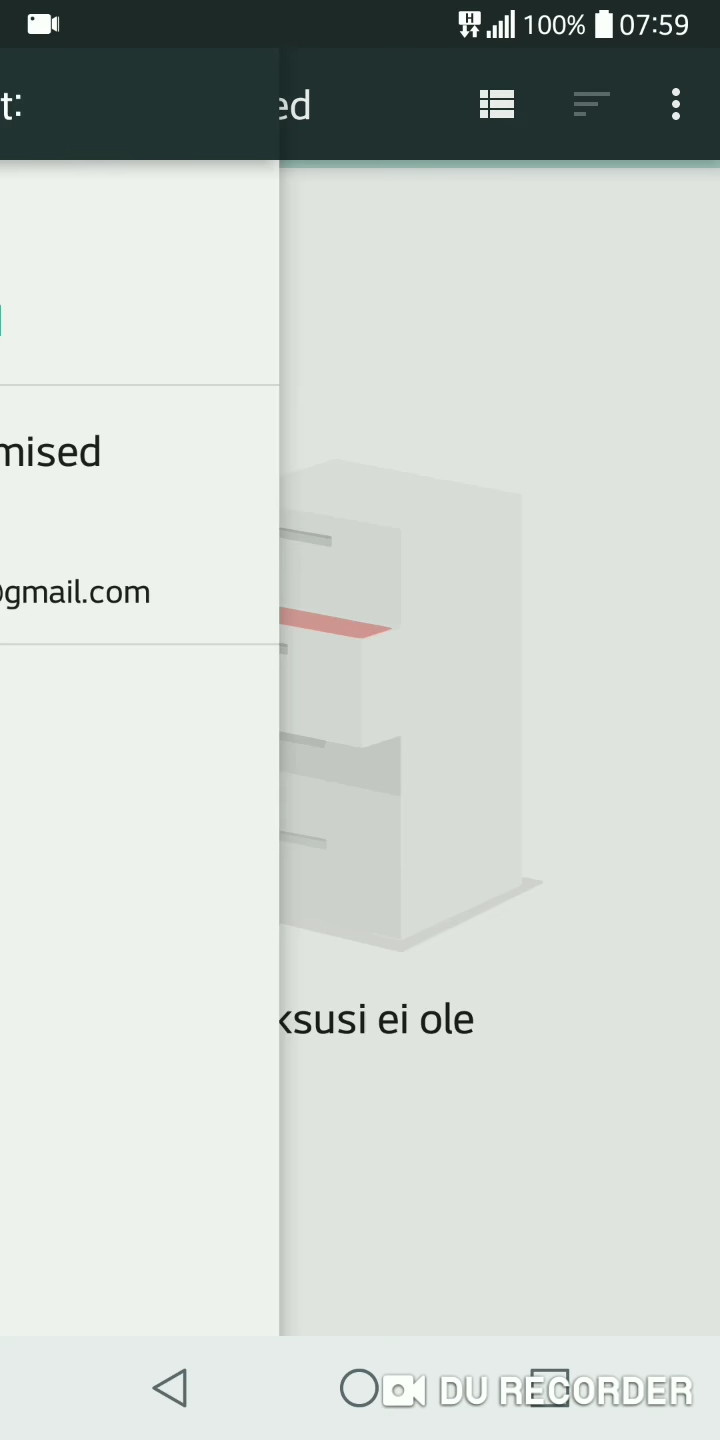 H 100% 07:59
t:
ed
mised
@gmail.com
ksusi ei ole
DU RECORDER